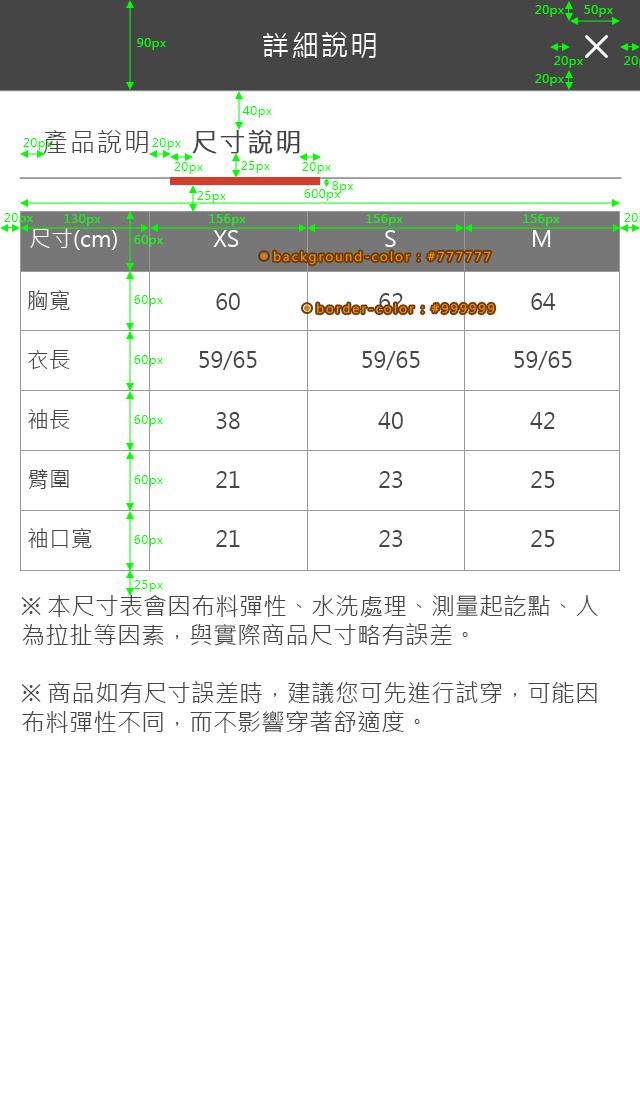 20px 50px
90px 詳細說明
20px 20px
20px
40px
20px 產品說明 20px 尺寸說明
20px 25px 20px
8px
25px 600px
20px 130px 156px 156px 156px 20
尺寸(cm) 60px XS S M
background-color : #777777
胸寬 60px 60 62 64
border-color : #999999
衣長 60px 59/65 59/65 59/65
袖長 60px 38 40 42
臂圍 60px 21 23 25
袖口寬 60px 21 23 25
25px
※ 本尺寸表會因布料彈性、水洗處理、測量起訖點、人
為拉扯等因素，與實際商品尺寸略有誤差。
※ 商品如有尺寸誤差時，建議您可先進行試穿，可能因
布料彈性不同，而不影響穿著舒適度。